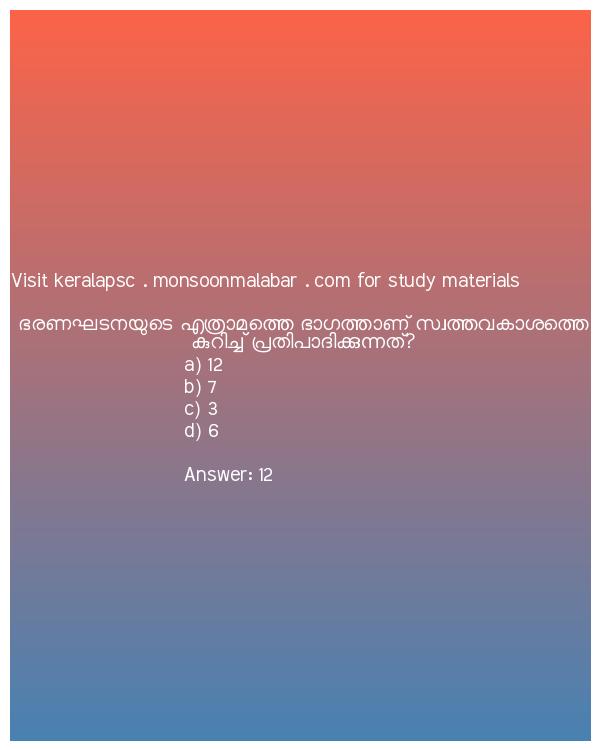 Visit keralapsc . monsoonmalabar . com for study materials
ഭരണഘടനയുടെ എത്രാമത്തെ ഭാഗത്താണ് സ്വത്തവകാശത്തെ
കുറിച്ച് പ്രതിപാദിക്കുന്നത്?
a) 12
b) 7
c) 3
d) 6
Answer: 12